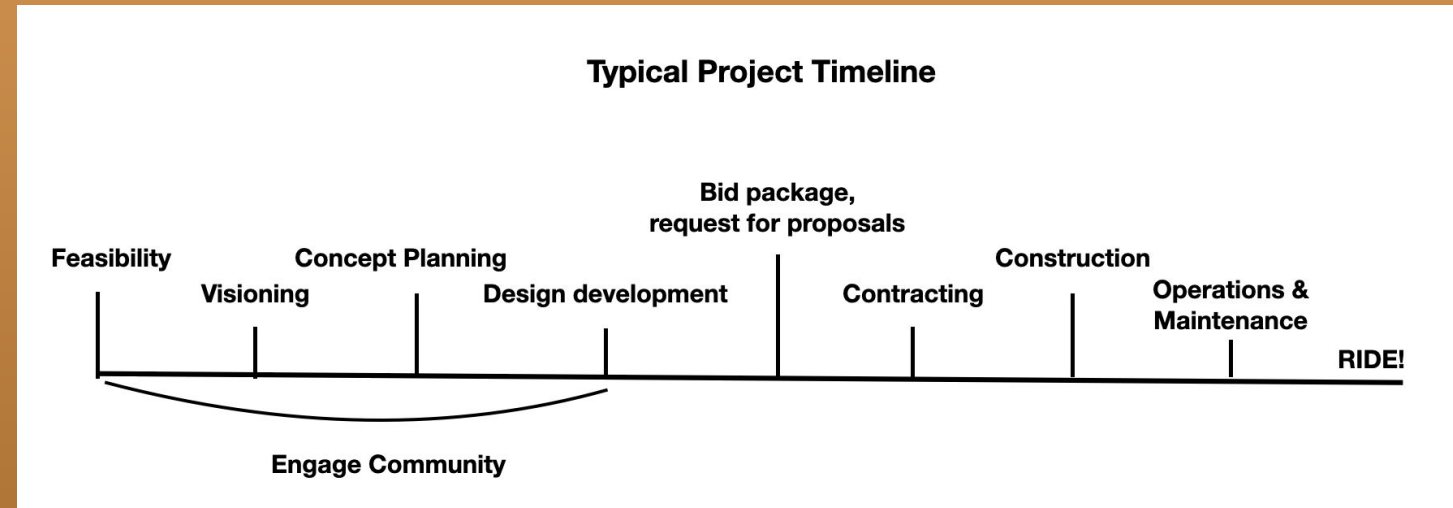 Typical Project Timeline
Bid package,
request for proposals
Feasibility
Concept Planning
Construction
Visioning
Design development
Contracting
Operations &
Maintenance
RIDE!
Engage Community